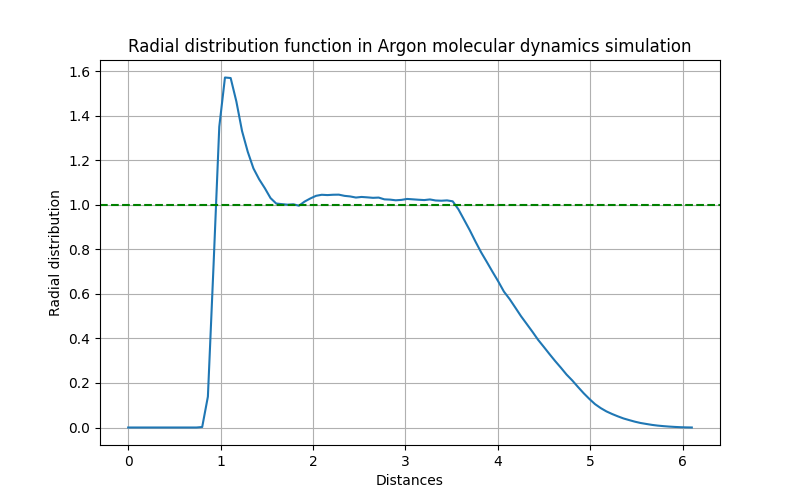 Radial distribution function in Argon molecular dynamics simulation
1.6
1.4
1.2
1.0
0.8
0.6
0.4
0.2
0.0
Radial distribution
0 1 2 3 4 5 6
Distances